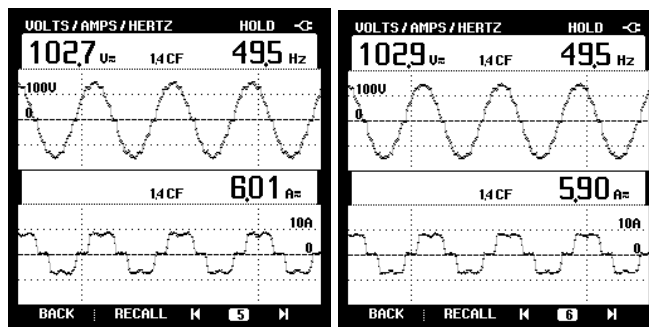 VOLTS / AMPS / HERTZ HOLD
102,7 V≂ 1,4 CF 49,5 Hz
100V
0
1,4 CF 6,01 A≂
10A
0
BACK RECALL 5
VOLTS / AMPS / HERTZ HOLD
102,9 V≂ 1,4 CF 49,5 Hz
100V
0
1,4 CF 5,90 A≂
10A
0
BACK RECALL 6